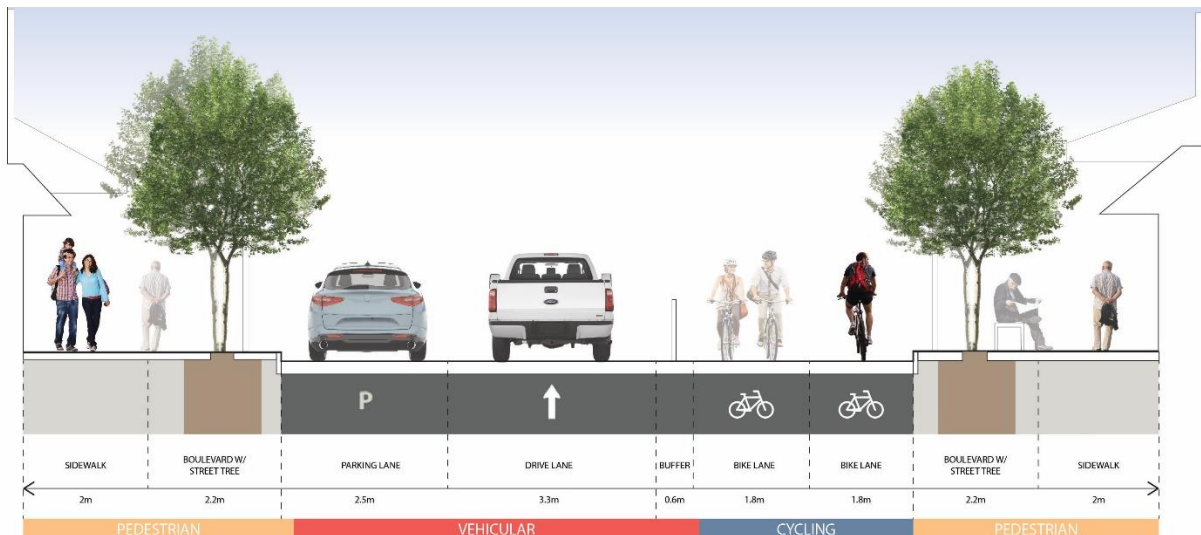 P
SIDEWALK
BOULEVARD W/
STREET TREE
PARKING LANE
DRIVE LANE
BUFFER
BIKE LANE
BIKE LANE
BOULEVARD W/
STREET TREE
SIDEWALK
2m
2.2m
2.5m
3.3m
0.6m
1.8m
1.8m
2.2m
2m
PEDESTRIAN
VEHICULAR
CYCLING
PEDESTRIAN